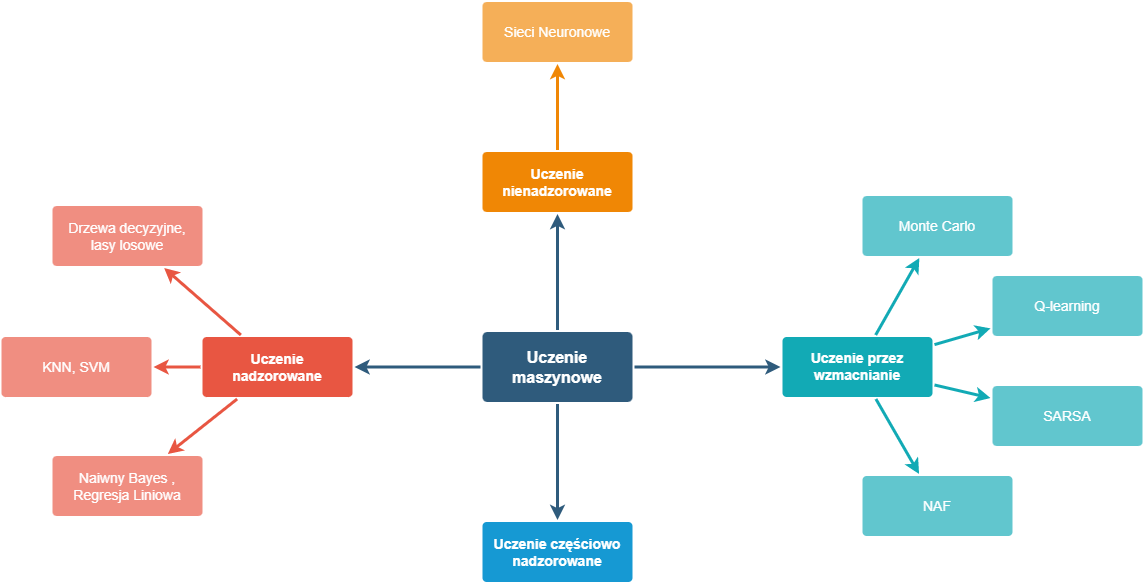 Sieci Neuronowe
Uczenie
nienadzorowane
Drzewa decyzyjne,
lasy losowe
Monte Carlo
Q-learning
KNN, SVM
Uczenie
nadzorowane
Uczenie
maszynowe
Uczenie przez
wzmacnianie
SARSA
Naiwny Bayes ,
Regresja Liniowa
NAF
Uczenie częściowo
nadzorowane